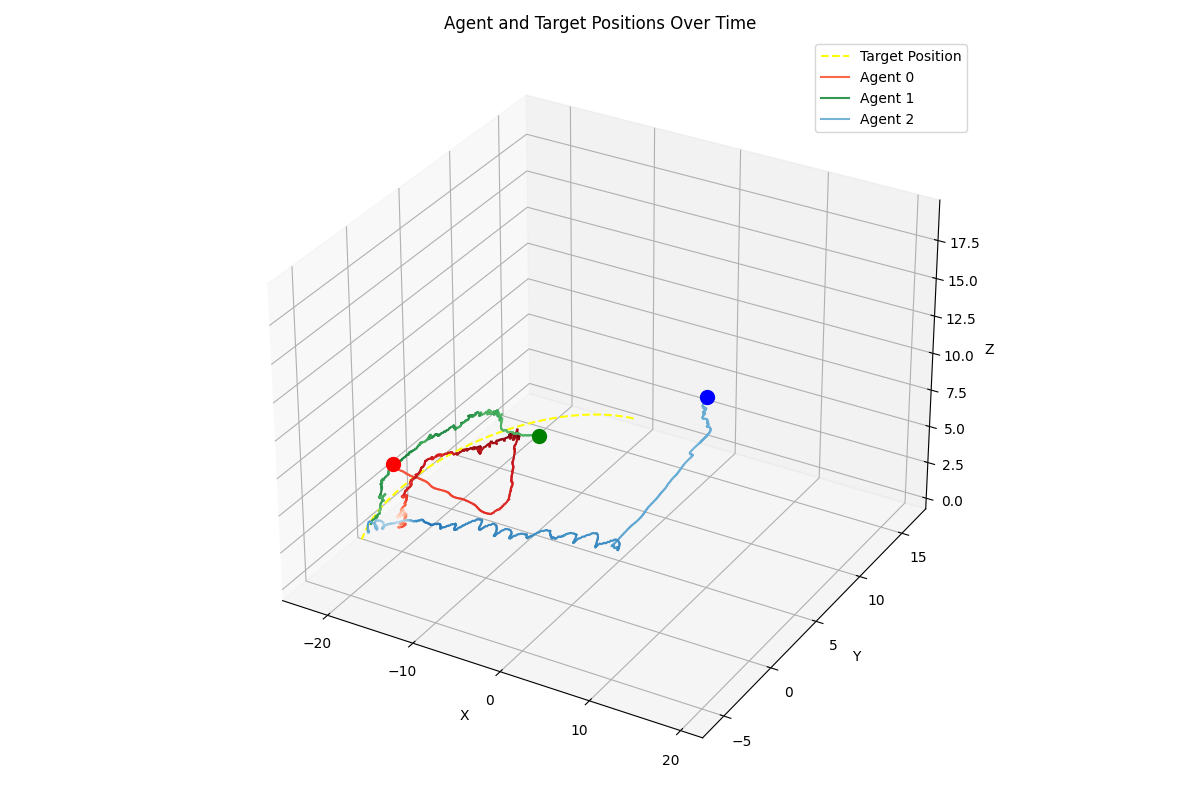 Agent and Target Positions Over Time
Target Position
Agent 0
Agent 1
Agent 2
17.5
15.0
12.5
10.0
7.5
5.0
2.5
0.0
Z
15
10
5
0
−5
Y
−20
−10
0
10
20
X